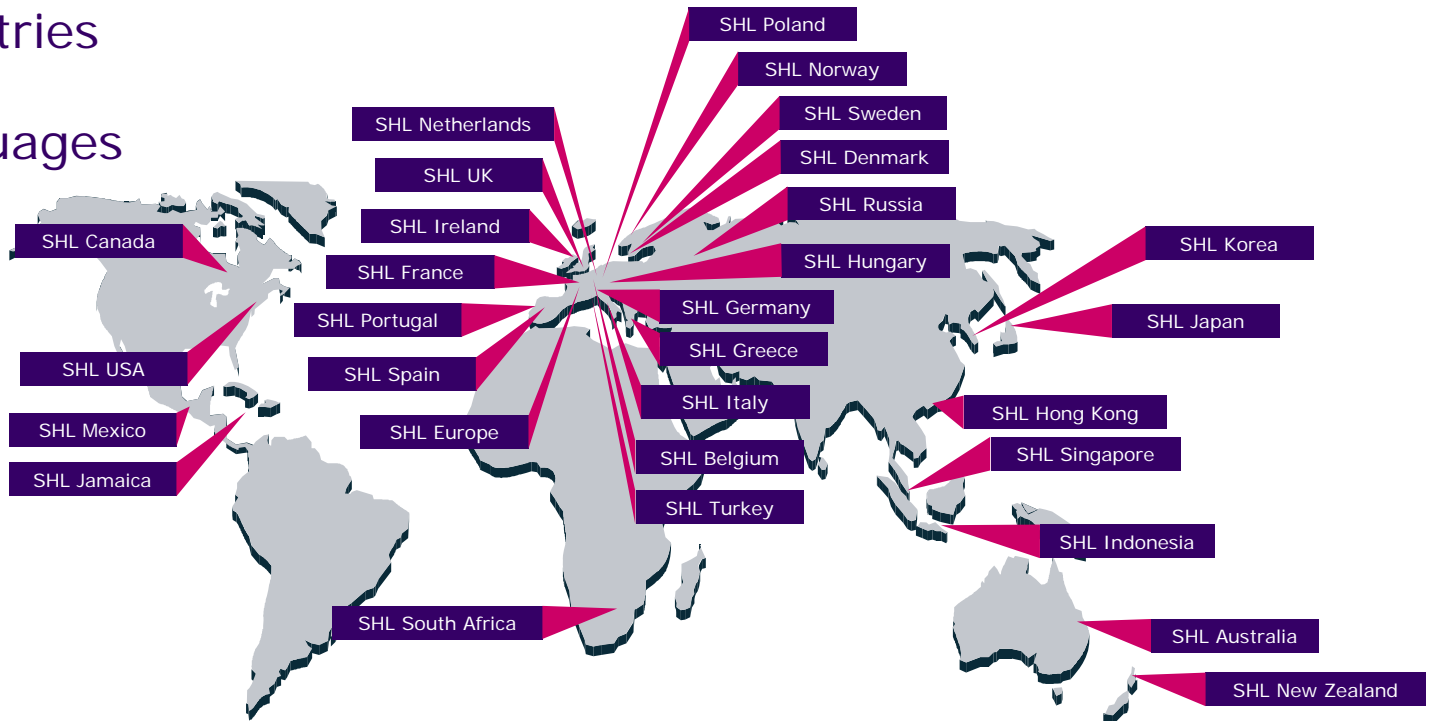 tries
uages
SHL Poland
SHL Norway
SHL Sweden
SHL Denmark
SHL Russia
SHL Hungary
SHL Netherlands
SHL UK
SHL Ireland
SHL France
SHL Portugal
SHL Spain
SHL Europe
SHL Germany
SHL Greece
SHL Italy
SHL Belgium
SHL Turkey
SHL Canada
SHL USA
SHL Mexico
SHL Jamaica
SHL Korea
SHL Japan
SHL Hong Kong
SHL Singapore
SHL Indonesia
SHL South Africa
SHL Australia
SHL New Zealand